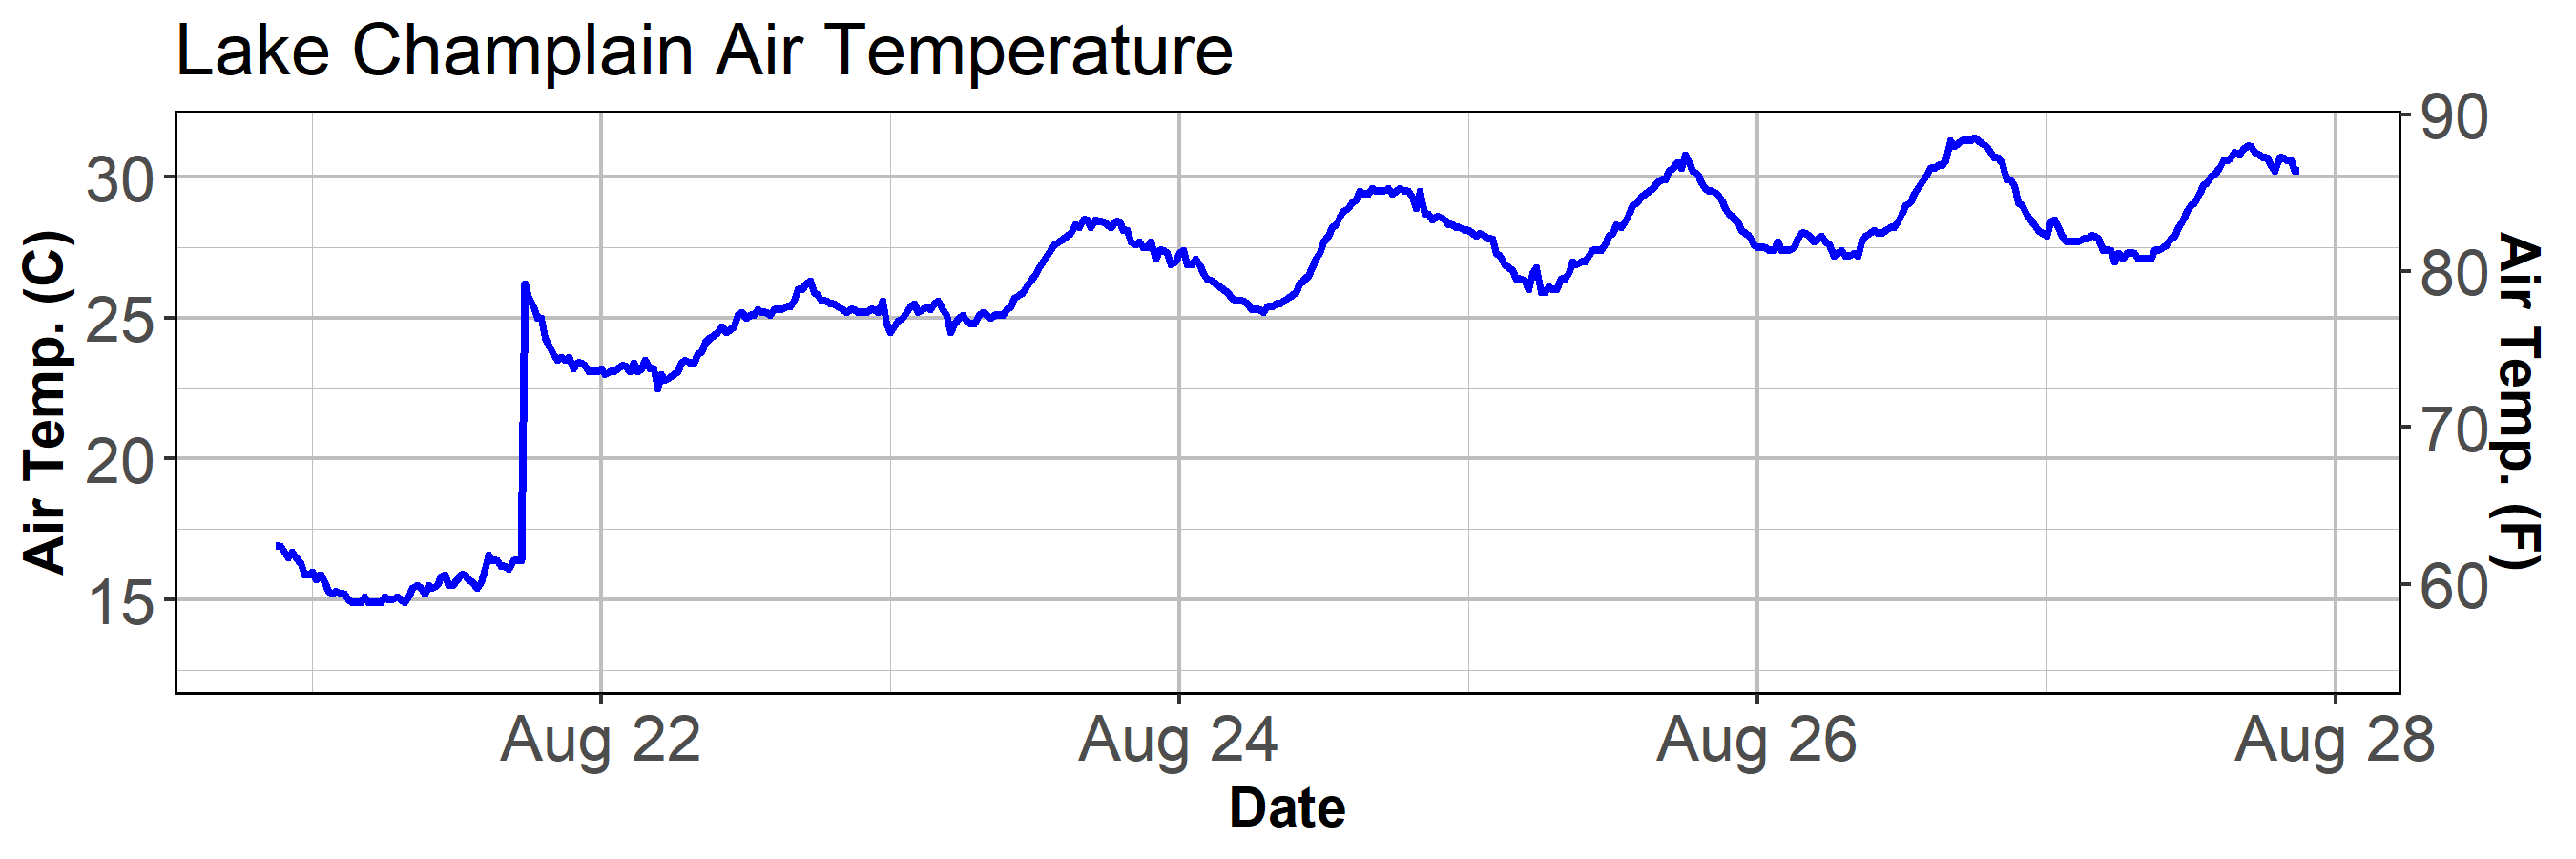 Lake Champlain Air Temperature
Air Temp. (C)
30
25
20
15
90
80
70
60
Air Temp. (F)
Aug 22
Aug 24
Aug 26
Aug 28
Date